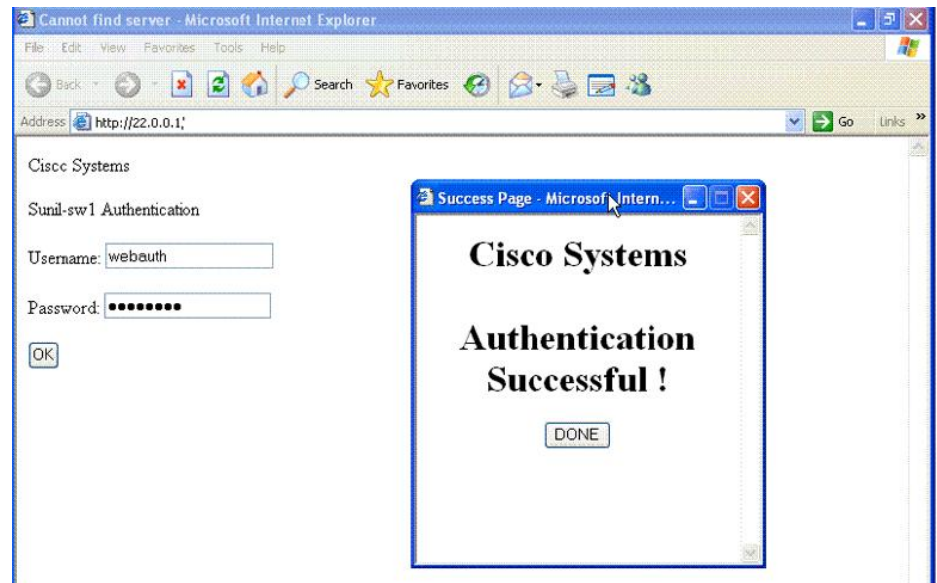 Cannot find server - Microsoft Internet Explorer
File Edit View Favorites Tools Help
Back Search Favorites
Address http://22.0.0.1; Go Links »
Ciscc Systems
Sunil-sw1 Authentication
Username: webauth
Password: ••••••••
OK
Success Page - Microsoft Intern...
Cisco Systems
Authentication
Successful !
DONE